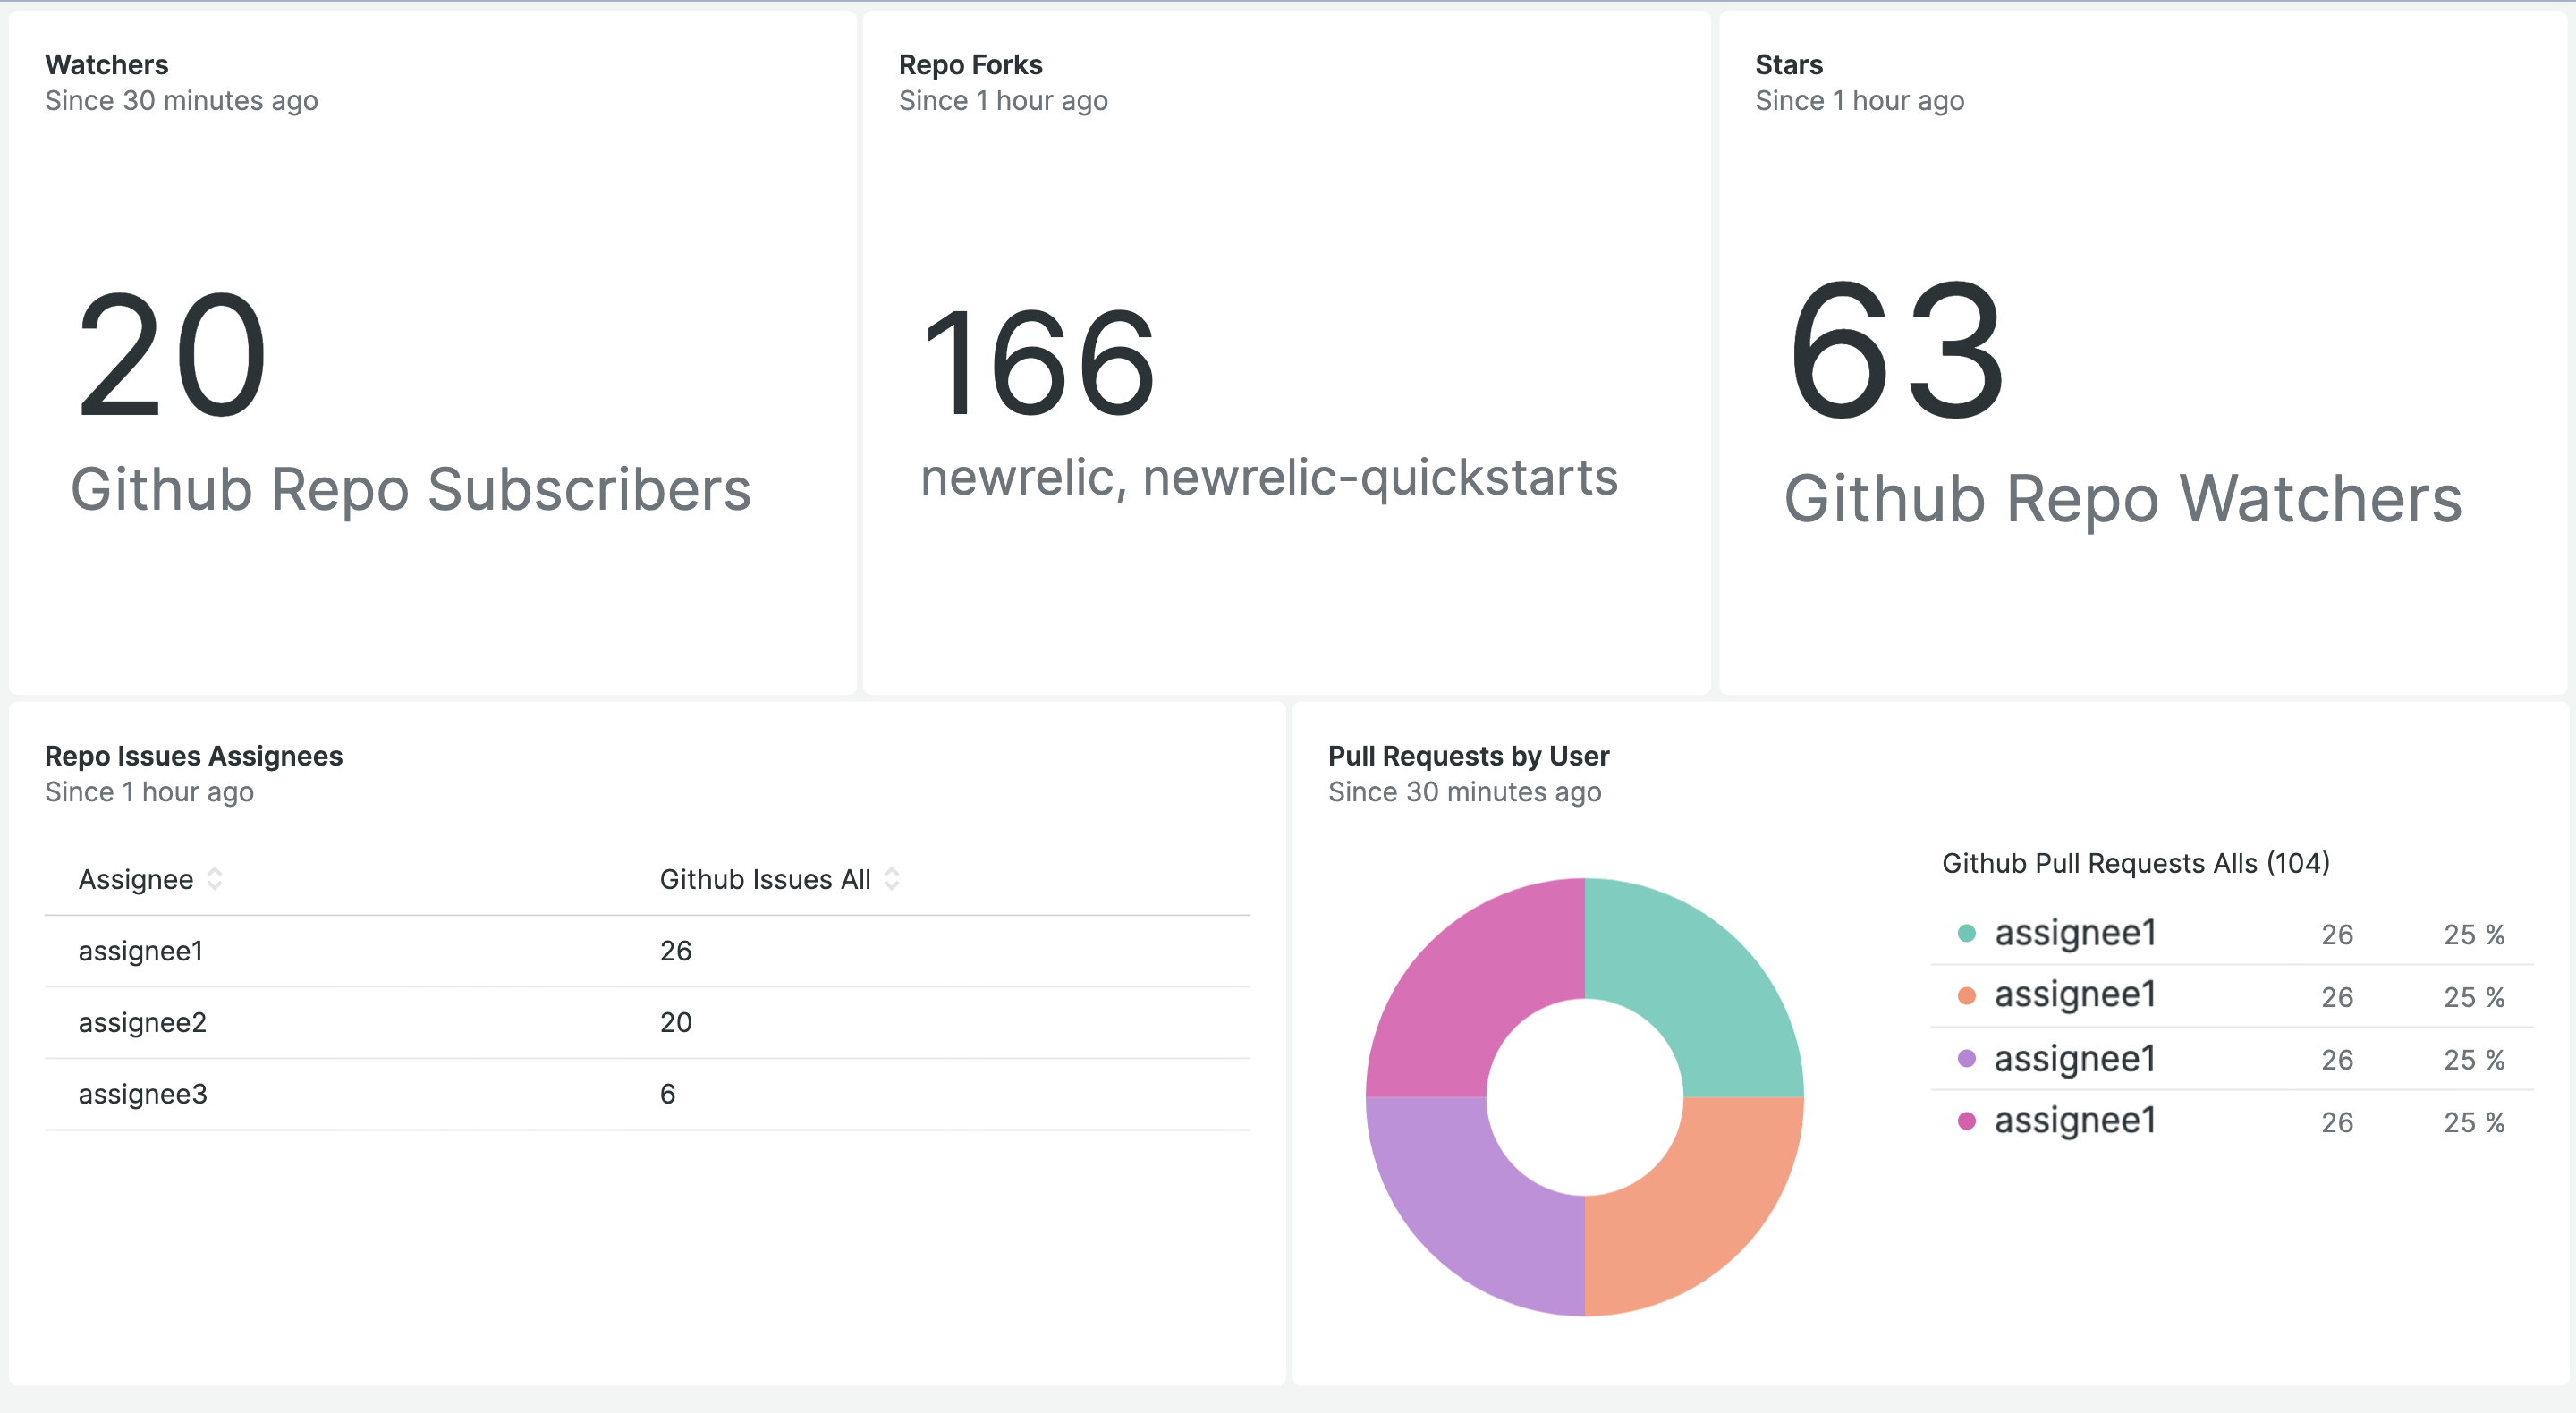 Watchers
Since 30 minutes ago
20
Github Repo Subscribers
Repo Forks
Since 1 hour ago
166
newrelic, newrelic-quickstarts
Stars
Since 1 hour ago
63
Github Repo Watchers
Repo Issues Assignees
Since 1 hour ago
Assignee Github Issues All
assignee1 26
assignee2 20
assignee3 6
Pull Requests by User
Since 30 minutes ago
Github Pull Requests Alls (104)
assignee1 26 25 %
assignee1 26 25 %
assignee1 26 25 %
assignee1 26 25 %